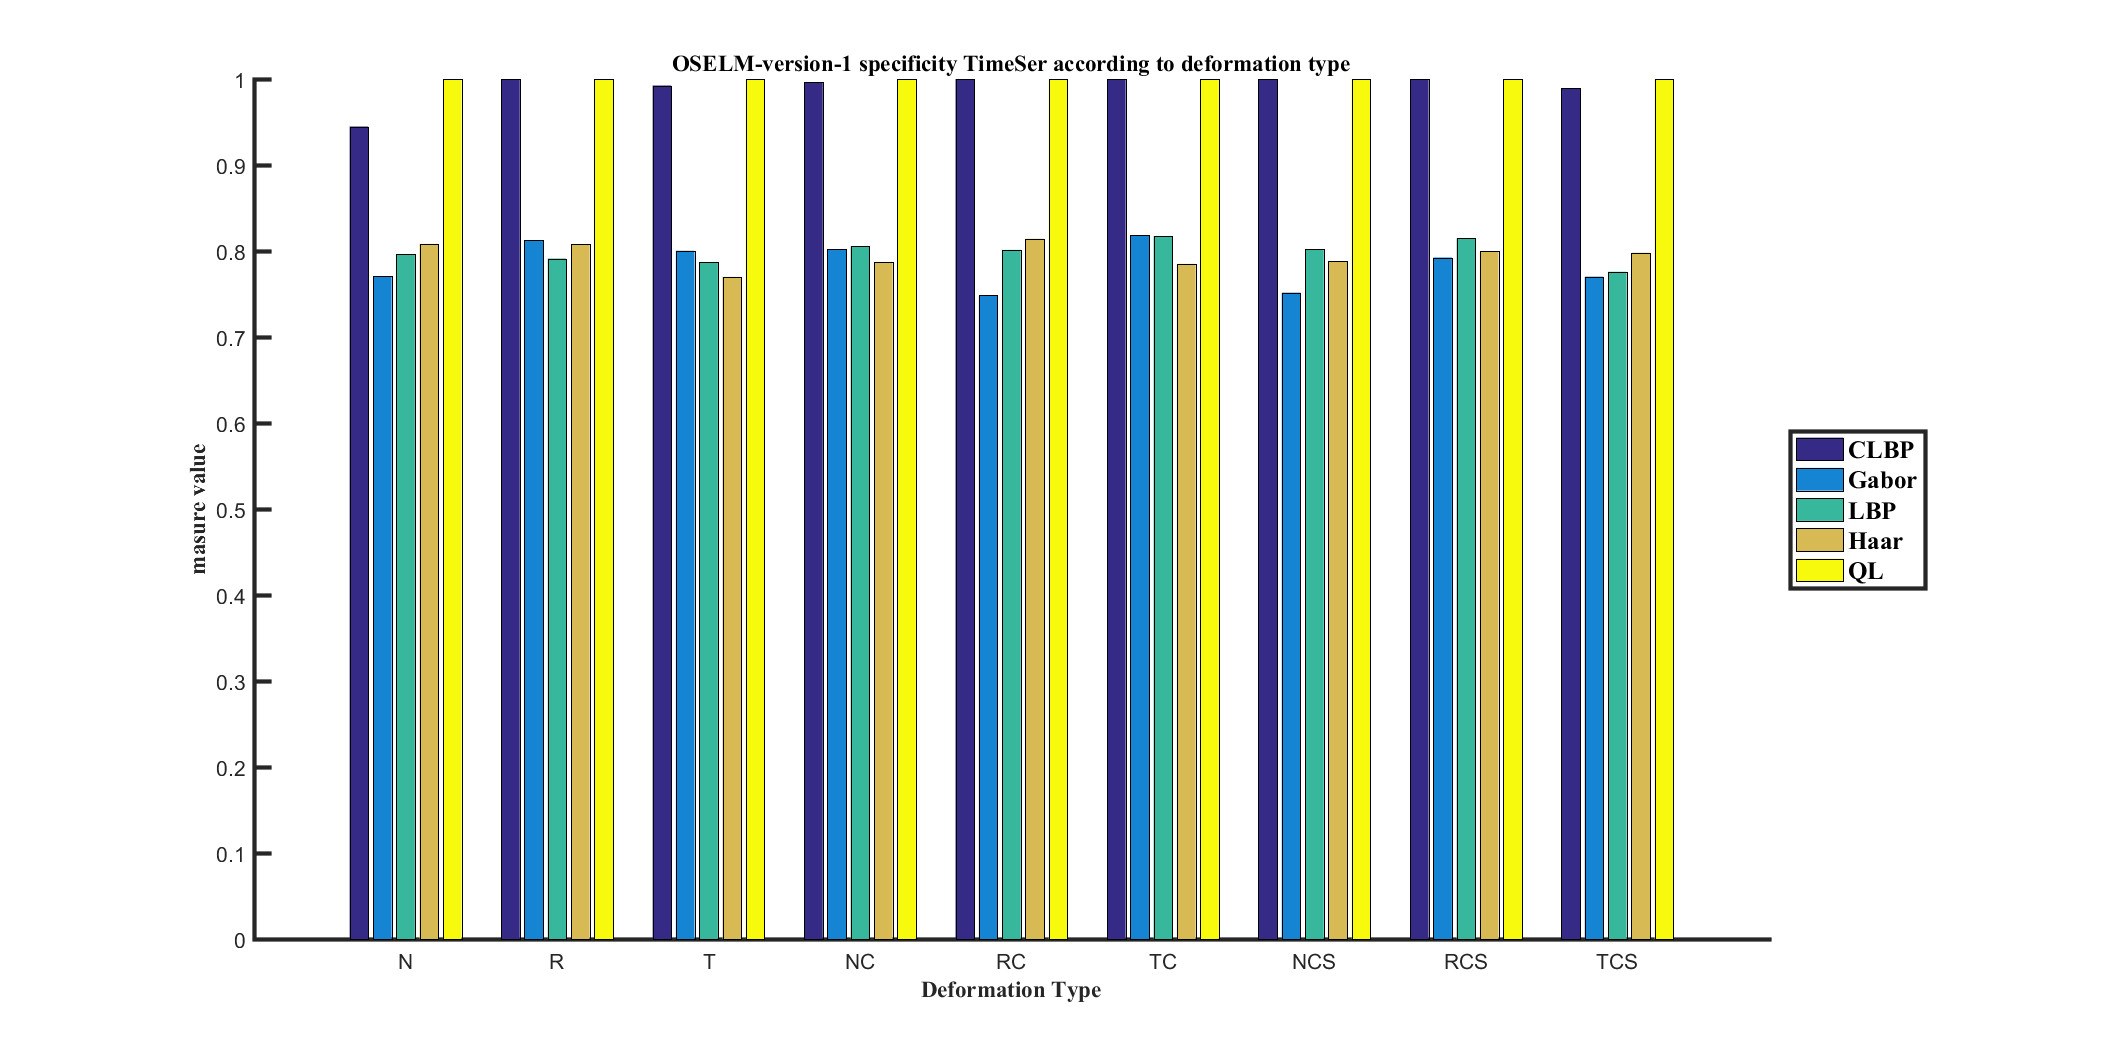 OSELM-version-1 specificity TimeSer according to deformation type
1
0.9
0.8
0.7
0.6
0.5
0.4
0.3
0.2
0.1
0
masure value
N R T NC RC TC NCS RCS TCS
Deformation Type
CLBP
Gabor
LBP
Haar
QL